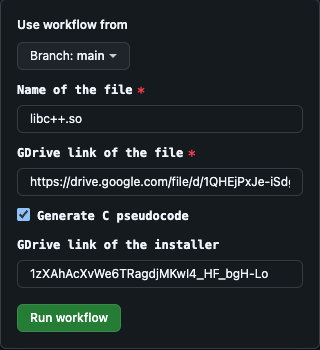 Use workflow from
Branch: main
Name of the file *
libc++.so
GDrive link of the file *
https://drive.google.com/file/d/1QHEjPxJe-iSd
Generate C pseudocode
GDrive link of the installer
1zXAhAcXvWe6TRagdjMKwl4_HF_bgH-Lo
Run workflow